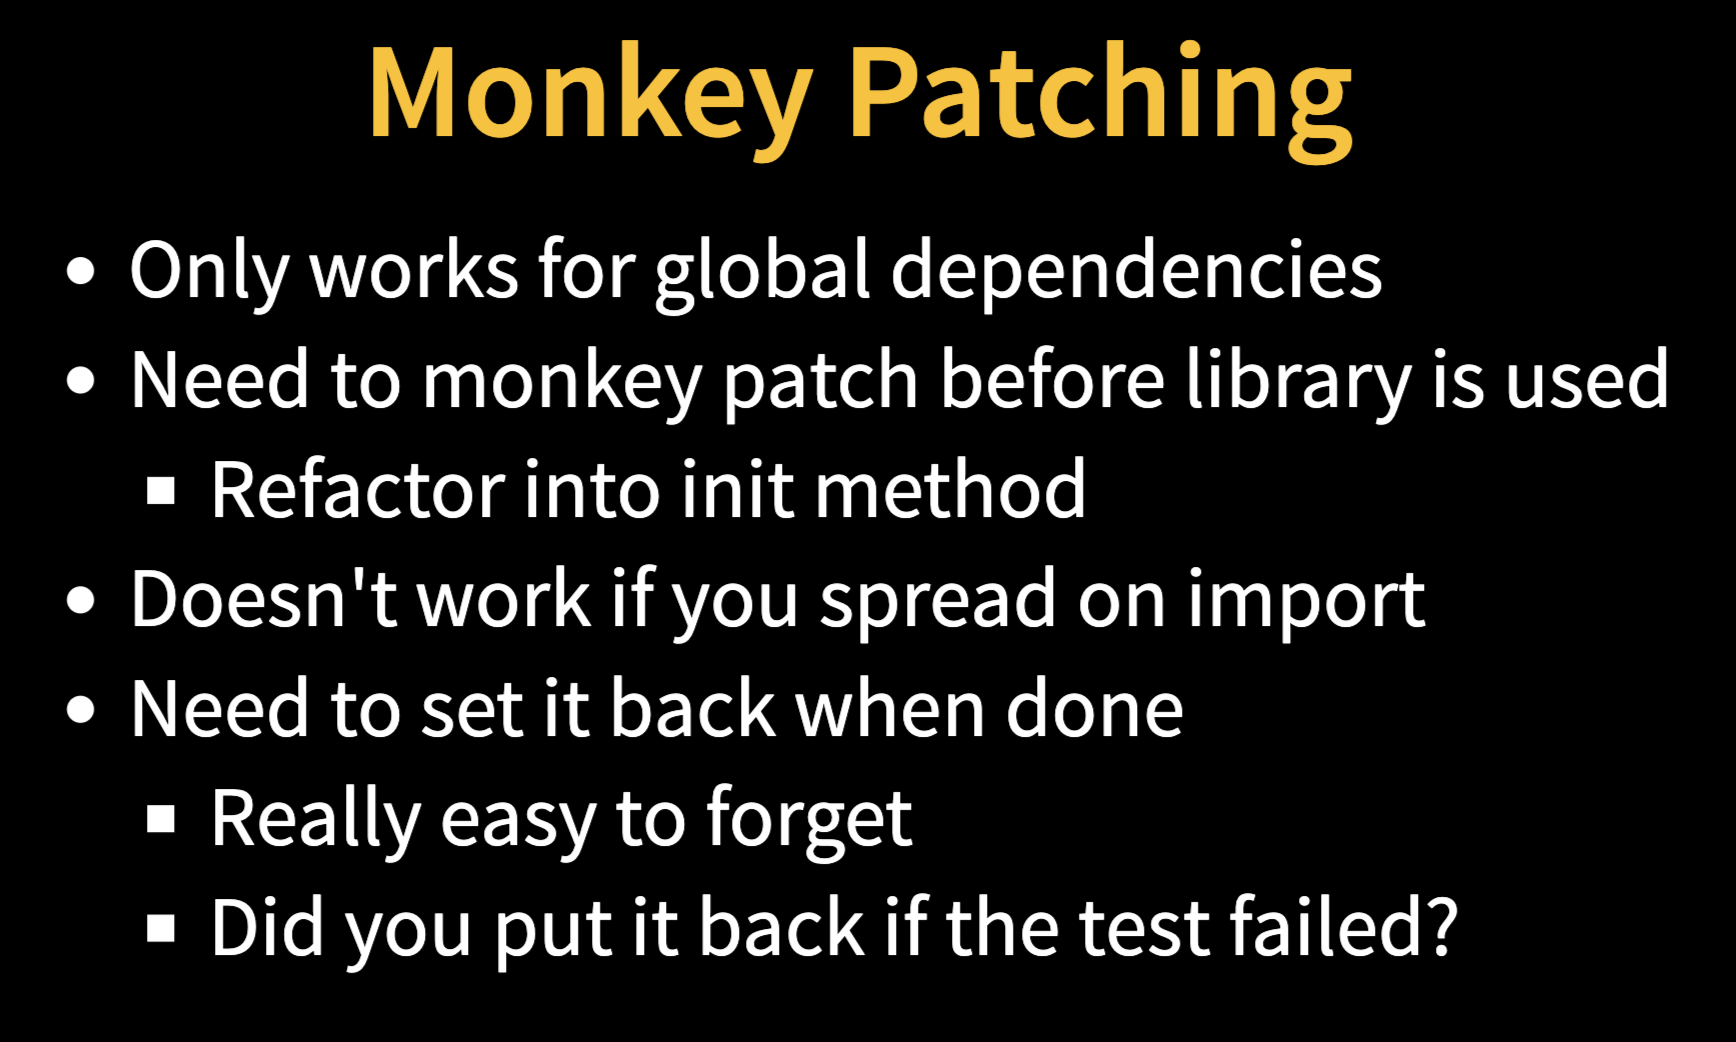 Monkey Patching
Only works for global dependencies
Need to monkey patch before library is used
Refactor into init method
Doesn't work if you spread on import
Need to set it back when done
Really easy to forget
Did you put it back if the test failed?